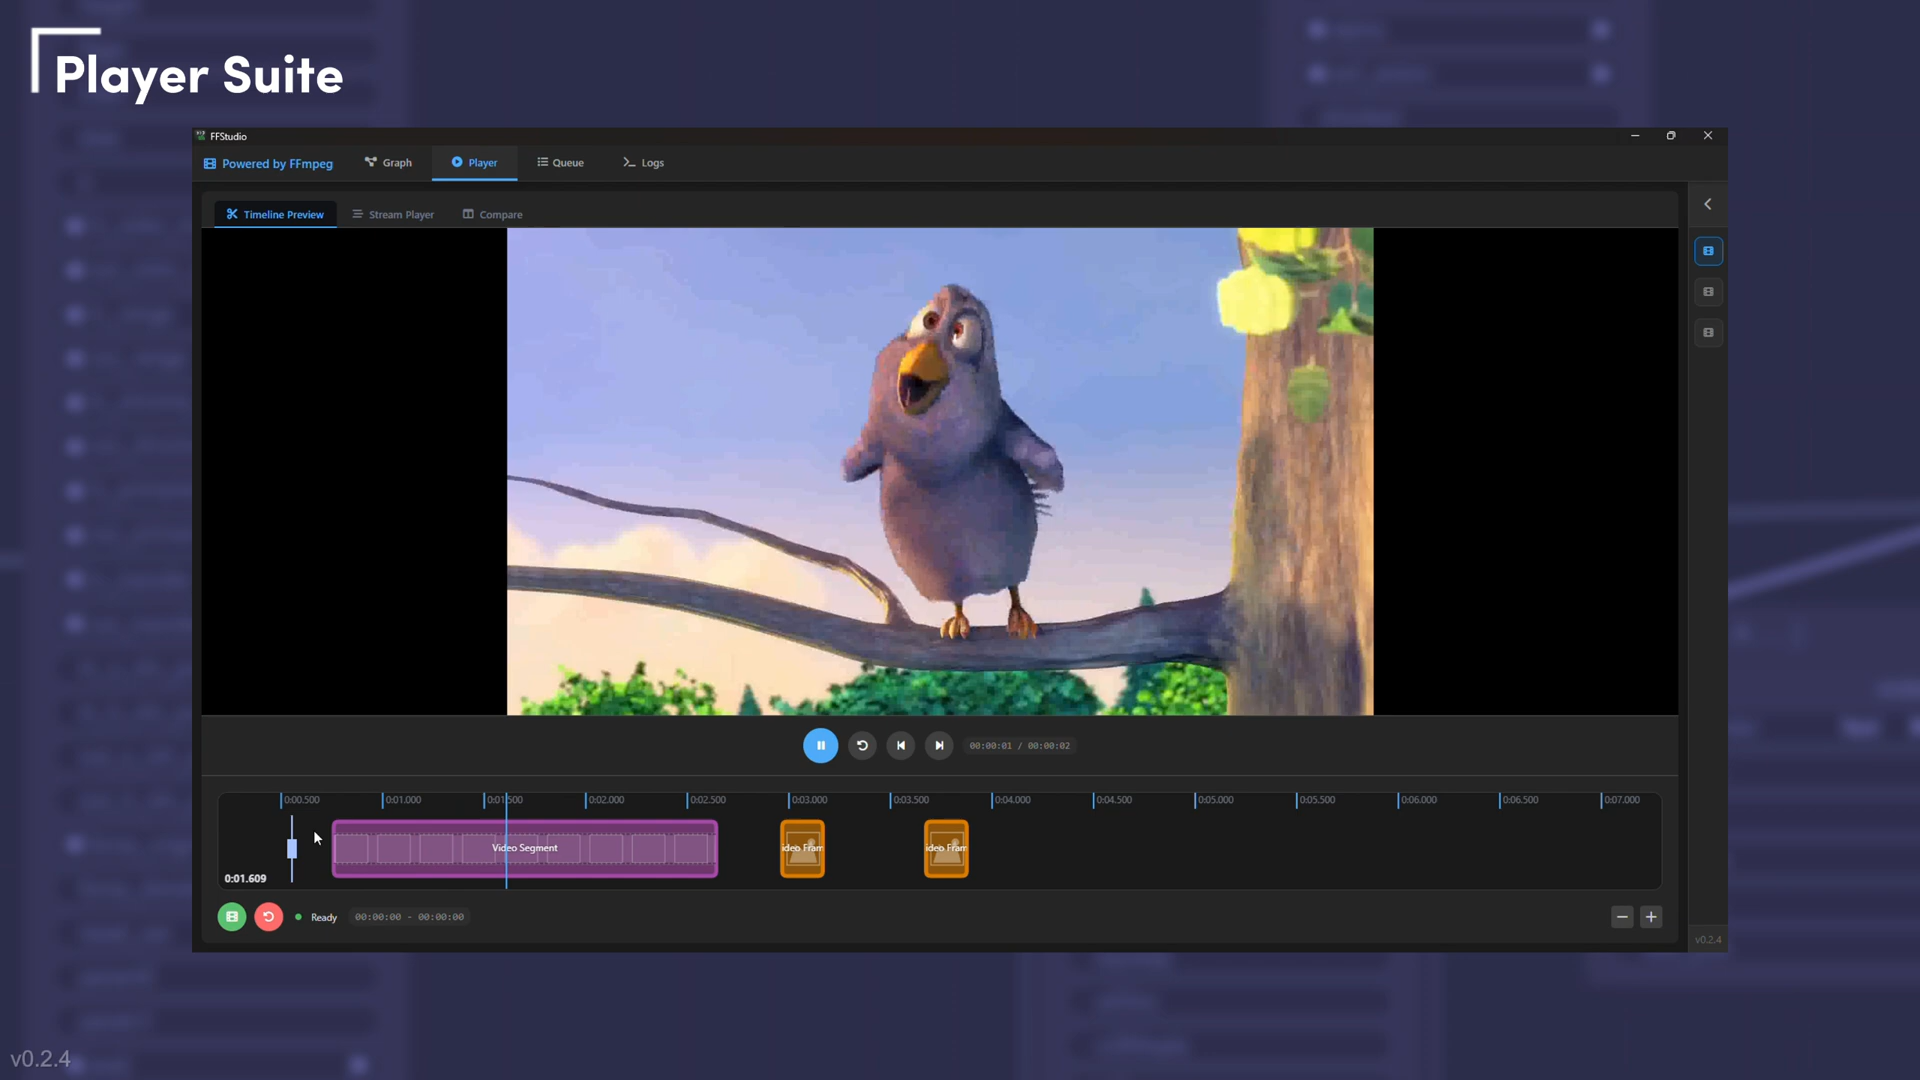 Player Suite
FFStudio
Powered by FFmpeg
Graph
Player
Queue
Logs
Timeline Preview
Stream Player
Compare
00:00:01 / 00:00:02
0:00.500
0:01.000
0:01.500
0:02.000
0:02.500
0:03.000
0:03.500
0:04.000
0:04.500
0:05.000
0:05.500
0:06.000
0:06.500
0:07.000
Video Segment
ideo Fram
ideo Fram
0:01.609
Ready
00:00:00 - 00:00:00
v0.2.4
v0.2.4